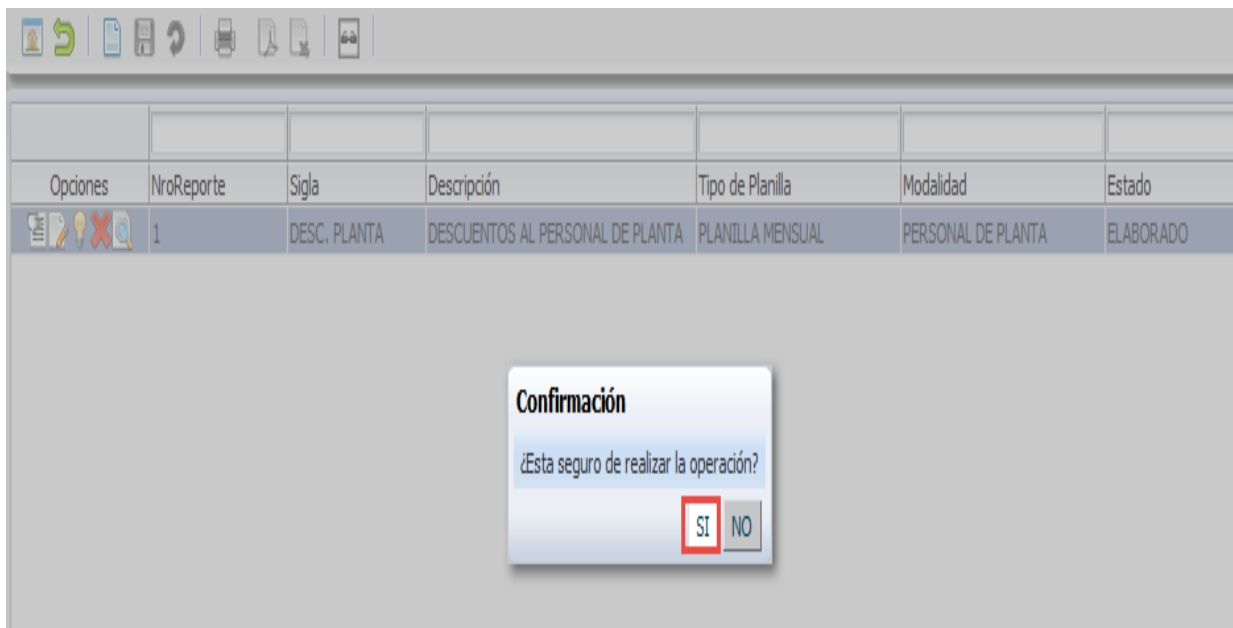 Opciones NroReporte Sigla Descripción Tipo de Planilla Modalidad Estado
1 DESC. PLANTA DESCUENTOS AL PERSONAL DE PLANTA PLANILLA MENSUAL PERSONAL DE PLANTA ELABORADO
Confirmación
¿Esta seguro de realizar la operación?
SI NO